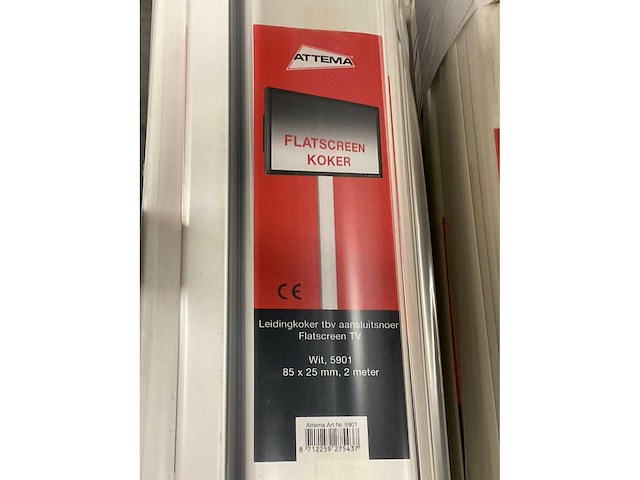 ATTEMA
FLATSCREEN
KOKER
CE
Leidingkoker tbv aansluitsnoer
Flatscreen TV
Wit, 5901
85 x 25 mm, 2 meter
Attema Art Nr. 5901
8 712259 275437